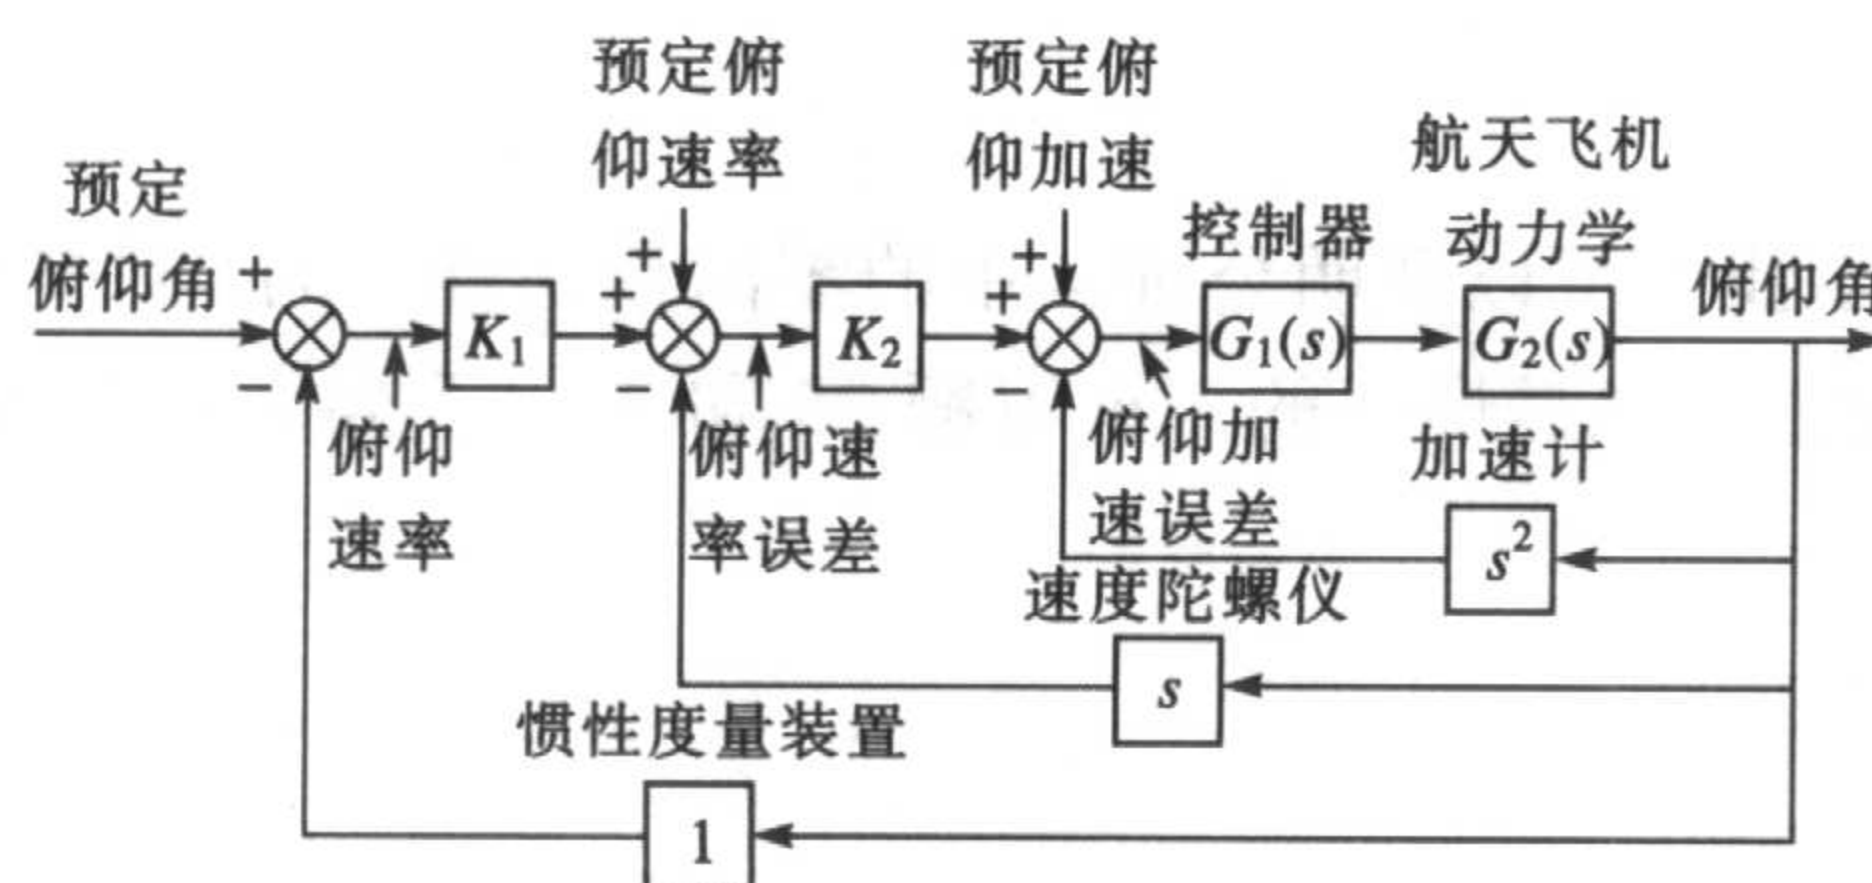 预定俯
仰速率
预定俯
仰加速
航天飞机
动力学
预定
俯仰角
+
−
K₁
+
+
−
K₂
+
+
−
控制器
G₁(s)
G₂(s)
俯仰角
俯仰
速率
俯仰速
率误差
俯仰加
速误差
加速计
s²
速度陀螺仪
s
惯性度量装置
1